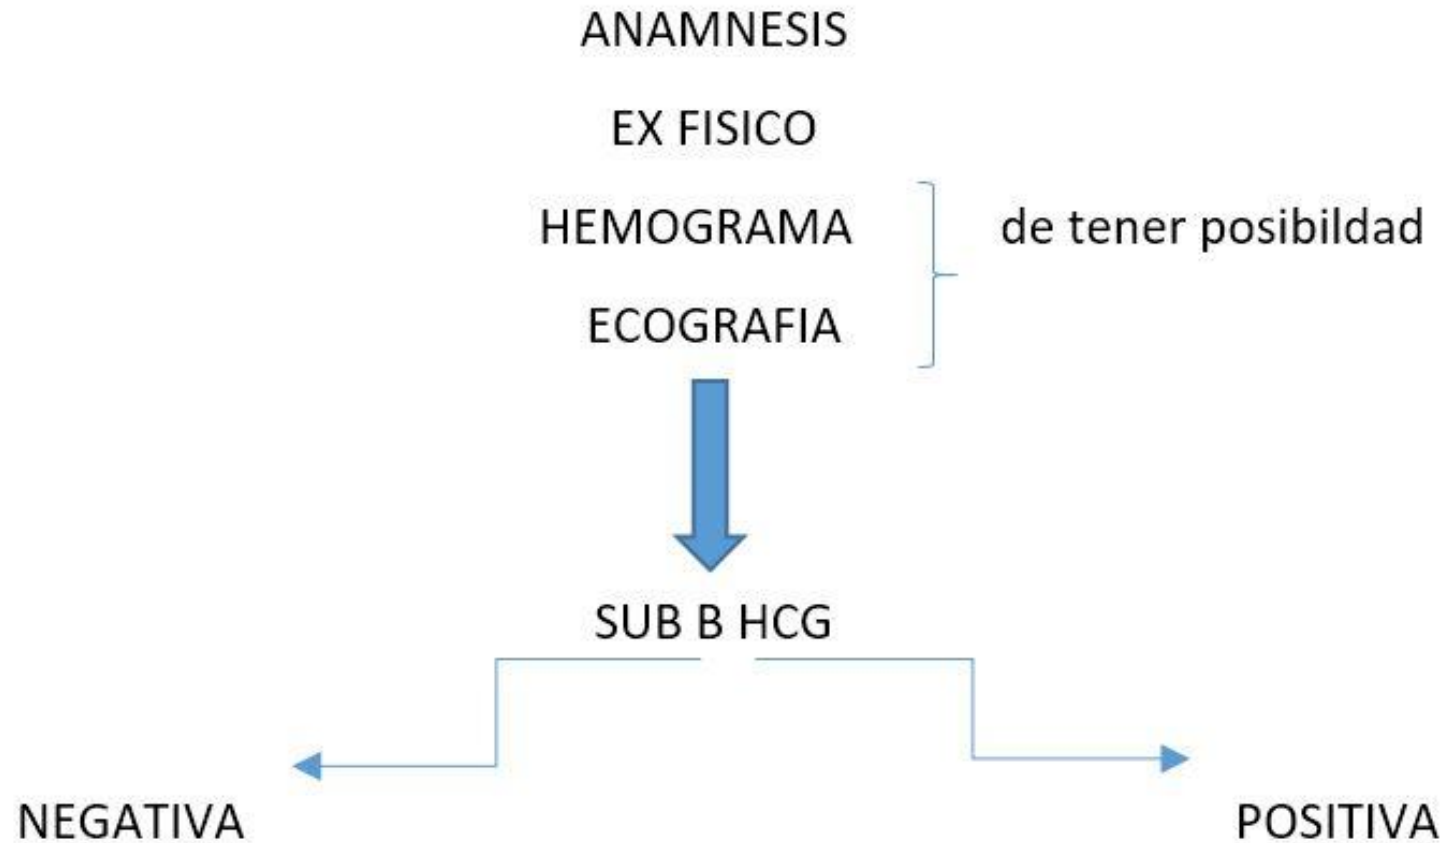 ANAMNESIS
EX FISICO
HEMOGRAMA
de tener posibildad
ECOGRAFIA
SUB B HCG
NEGATIVA
POSITIVA